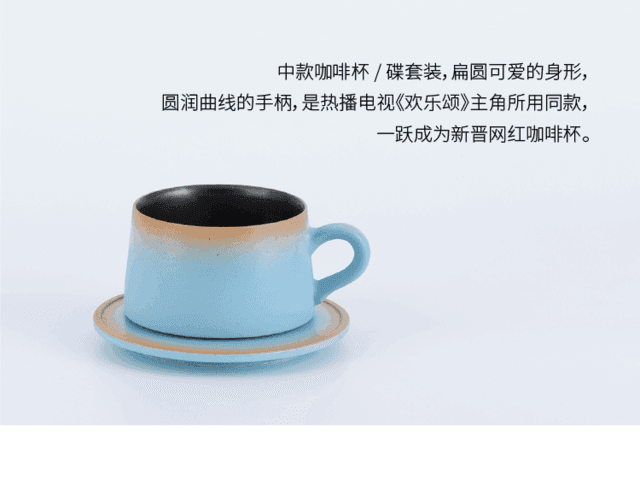 中款咖啡杯 / 碟套装，扁圆可爱的身形，
圆润曲线的手柄，是热播电视《欢乐颂》主角所用同款，
一跃成为新晋网红咖啡杯。